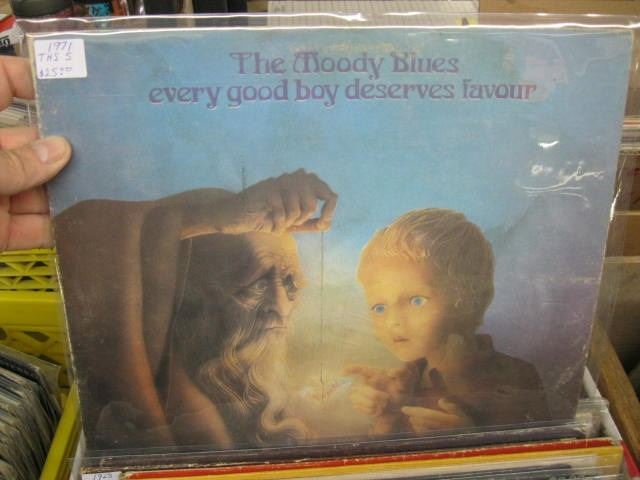 1971
THS 5
$25.00
The Moody Blues
every good boy deserves favour